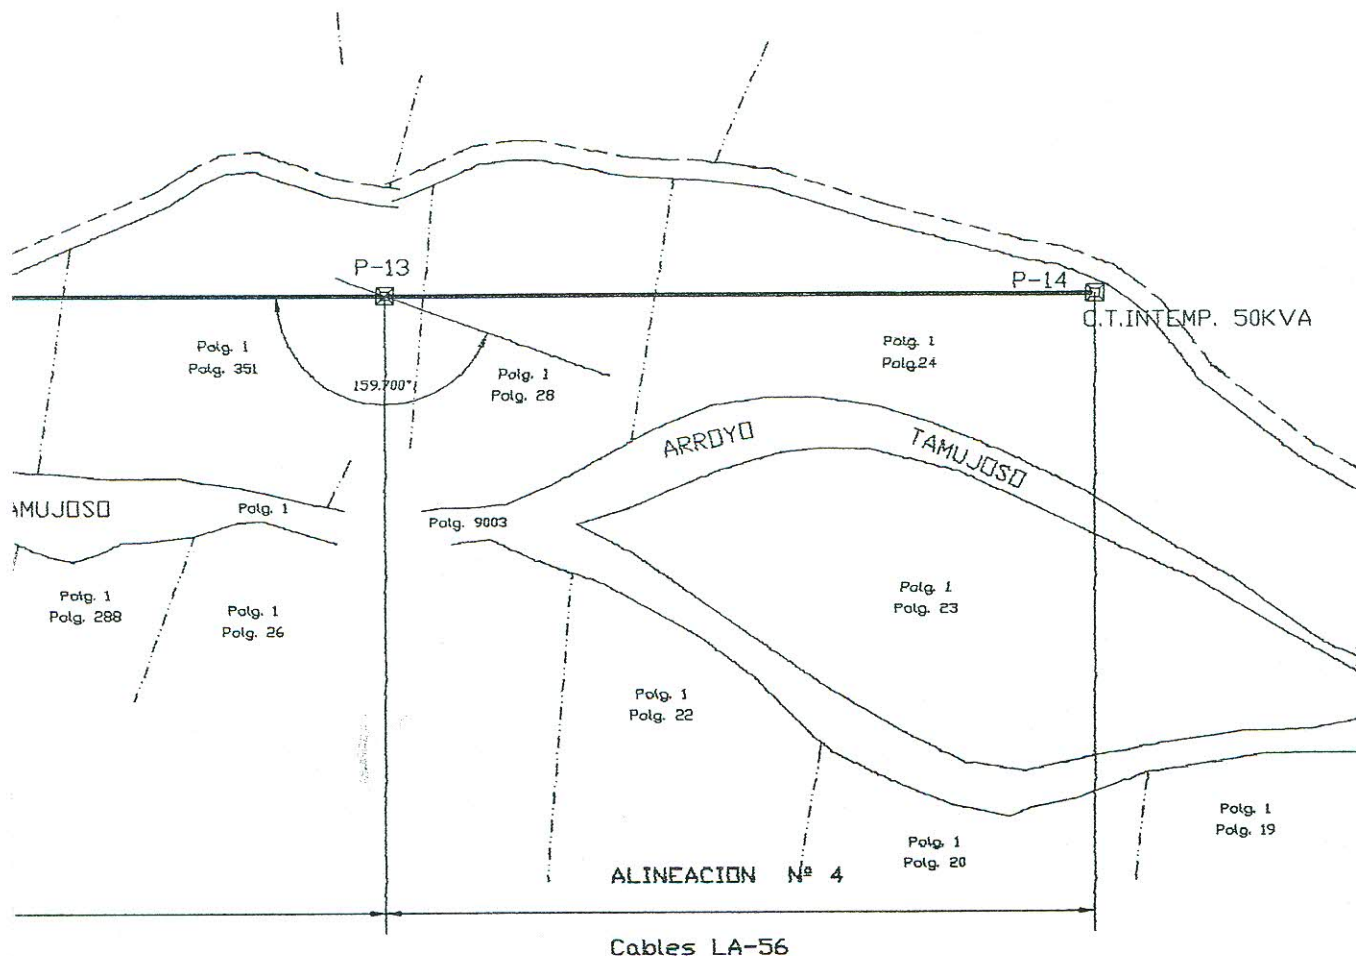 P-13
P-14
C.T.INTEMP. 50KVA
Polg. 1
Polg. 351
159.700°
Polg. 1
Polg. 28
Polg. 1
Polg.24
ARROYO TAMUJOSO
AMUJOSO
Polg. 1
Polg. 9003
Polg. 1
Polg. 288
Polg. 1
Polg. 26
Polg. 1
Polg. 23
Polg. 1
Polg. 22
Polg. 1
Polg. 19
Polg. 1
Polg. 20
ALINEACION Nº 4
Cables LA-56